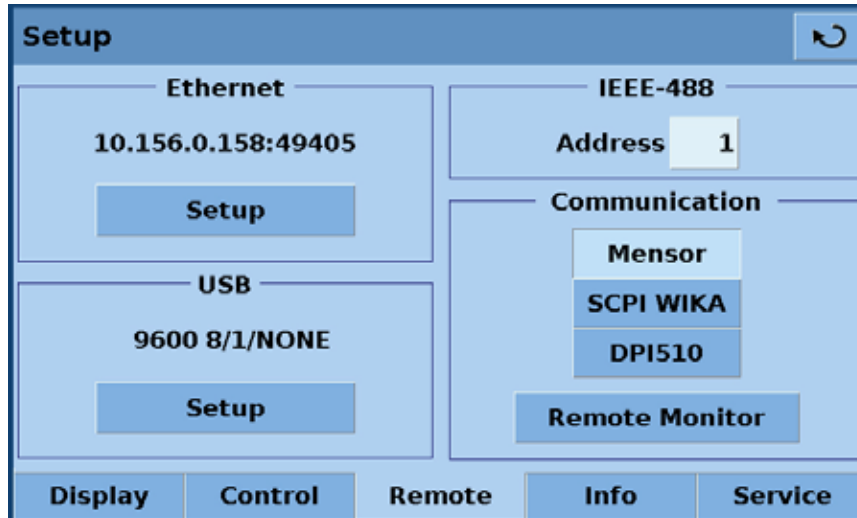 Setup
Ethernet
10.156.0.158:49405
Setup
USB
9600 8/1/NONE
Setup
IEEE-488
Address 1
Communication
Mensor
SCPI WIKA
DPI510
Remote Monitor
Display Control Remote Info Service